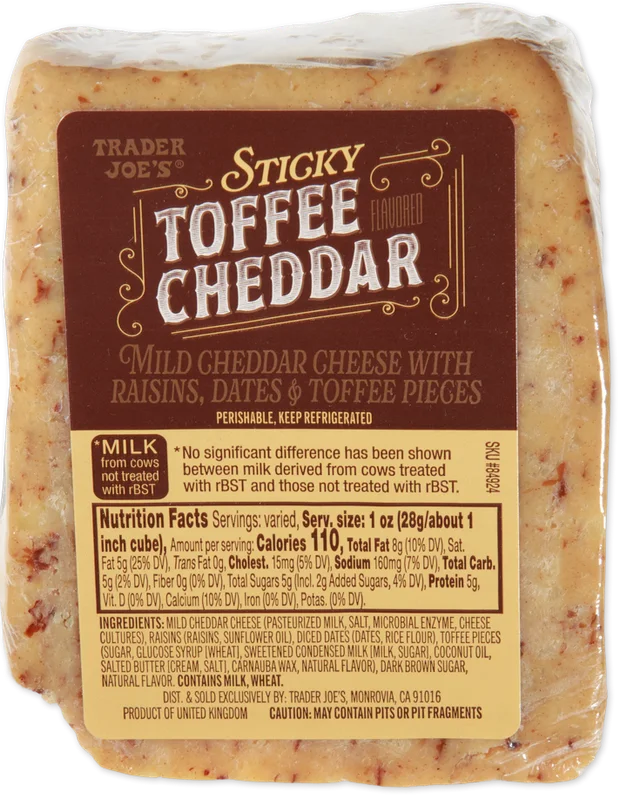 TRADER
JOE'S®
STICKY
TOFFEE
FLAVORED
CHEDDAR
MILD CHEDDAR CHEESE WITH
RAISINS, DATES & TOFFEE PIECES
PERISHABLE, KEEP REFRIGERATED
*MILK
from cows
not treated
with rBST
*No significant difference has been shown
between milk derived from cows treated
with rBST and those not treated with rBST.
SKU #84924
Nutrition Facts Servings: varied, Serv. size: 1 oz (28g/about 1
inch cube), Amount per serving: Calories 110, Total Fat 8g (10% DV), Sat.
Fat 5g (25% DV), Trans Fat 0g, Cholest. 15mg (5% DV), Sodium 160mg (7% DV), Total Carb.
5g (2% DV), Fiber 0g (0% DV), Total Sugars 5g (Incl. 2g Added Sugars, 4% DV), Protein 5g,
Vit. D (0% DV), Calcium (10% DV), Iron (0% DV), Potas. (0% DV).
INGREDIENTS: MILD CHEDDAR CHEESE (PASTEURIZED MILK, SALT, MICROBIAL ENZYME, CHEESE
CULTURES), RAISINS (RAISINS, SUNFLOWER OIL), DICED DATES (DATES, RICE FLOUR), TOFFEE PIECES
(SUGAR, GLUCOSE SYRUP [WHEAT], SWEETENED CONDENSED MILK [MILK, SUGAR], COCONUT OIL,
SALTED BUTTER [CREAM, SALT], CARNAUBA WAX, NATURAL FLAVOR), DARK BROWN SUGAR,
NATURAL FLAVOR. CONTAINS MILK, WHEAT.
DIST. & SOLD EXCLUSIVELY BY: TRADER JOE'S, MONROVIA, CA 91016
PRODUCT OF UNITED KINGDOM CAUTION: MAY CONTAIN PITS OR PIT FRAGMENTS